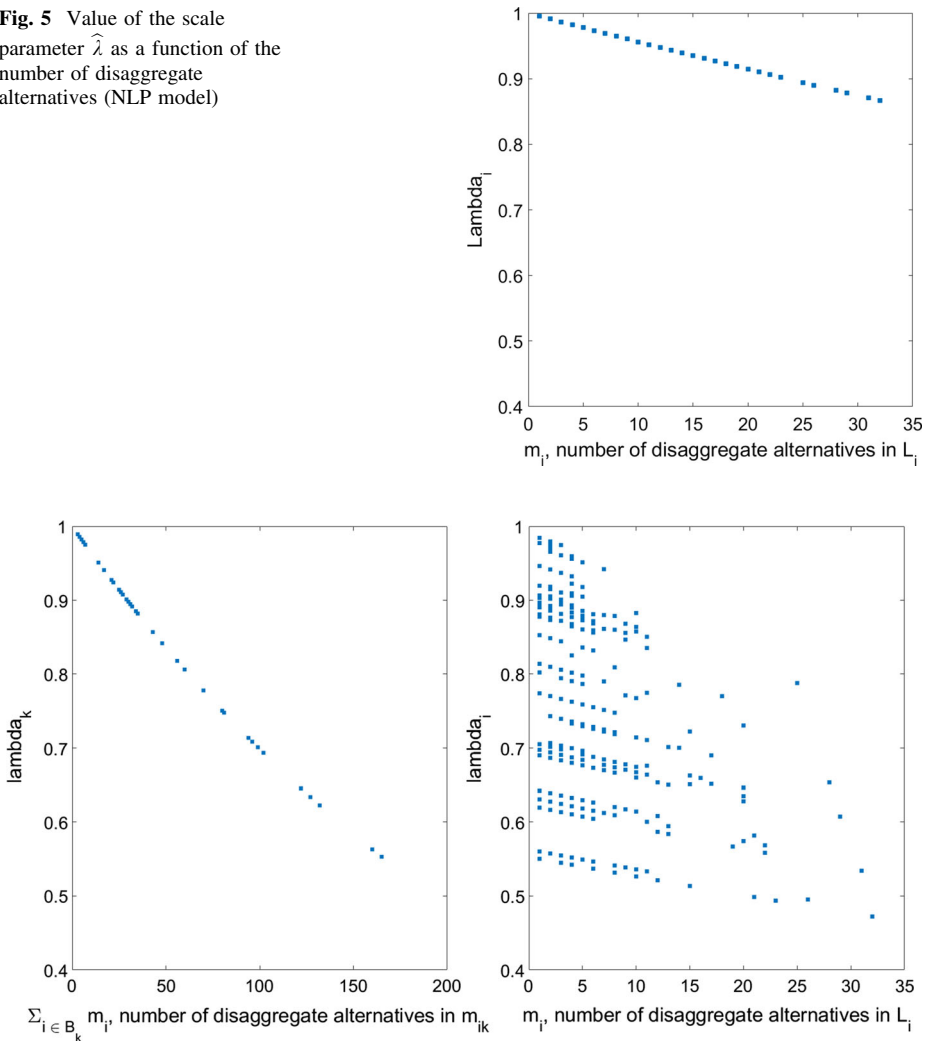 Fig. 5 Value of the scale
parameter λ̂ as a function of the
number of disaggregate
alternatives (NLP model)
1
0.9
0.8
0.7
0.6
0.5
0.4
Lambda_i
0 5 10 15 20 25 30 35
m_i, number of disaggregate alternatives in L_i
1
0.9
0.8
0.7
0.6
0.5
0.4
lambda_k
0 50 100 150 200
Σ_{i ∈ B_k} m_i, number of disaggregate alternatives in m_{ik}
1
0.9
0.8
0.7
0.6
0.5
0.4
lambda_i
0 5 10 15 20 25 30 35
m_i, number of disaggregate alternatives in L_i